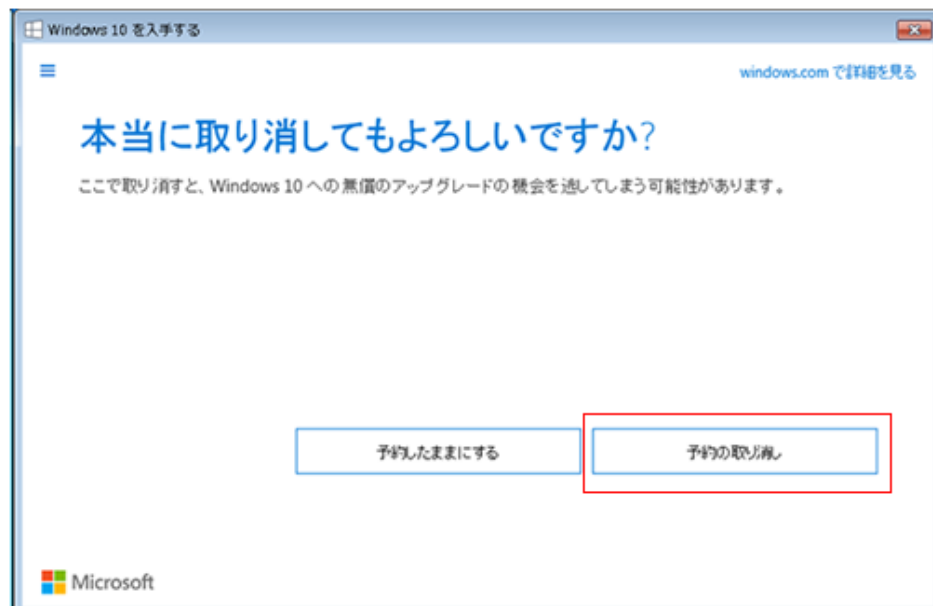 Windows 10 を入手する
windows.com で詳細を見る
本当に取り消してもよろしいですか?
ここで取り消すと、Windows 10 への無償のアップグレードの機会を逃してしまう可能性があります。
予約したままにする
予約の取り消し
Microsoft